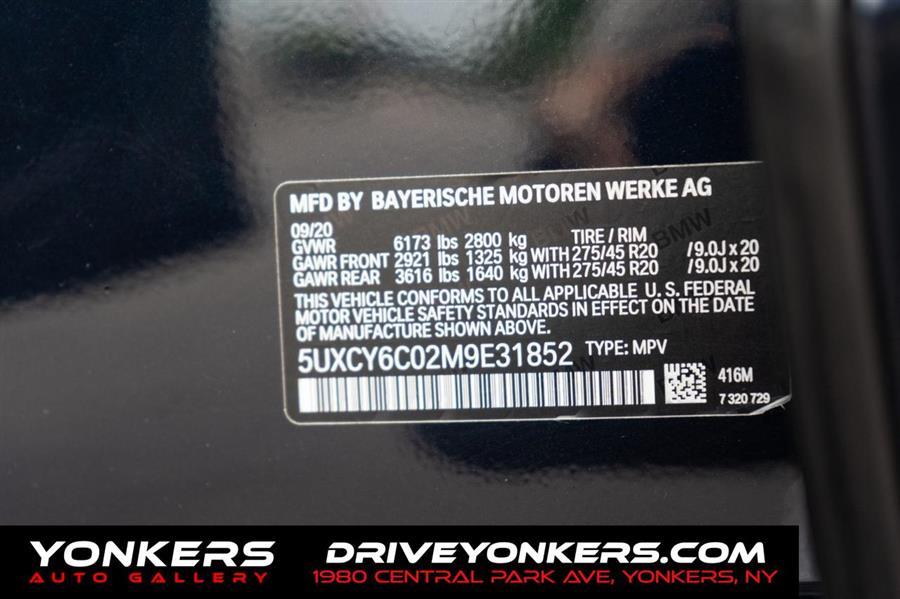 MFD BY BAYERISCHE MOTOREN WERKE AG
09/20 TIRE / RIM
GVWR 6173 lbs 2800 kg
GAWR FRONT 2921 lbs 1325 kg WITH 275/45 R20 /9.0J x 20
GAWR REAR 3616 lbs 1640 kg WITH 275/45 R20 /9.0J x 20
THIS VEHICLE CONFORMS TO ALL APPLICABLE U.S. FEDERAL
MOTOR VEHICLE SAFETY STANDARDS IN EFFECT ON THE DATE
OF MANUFACTURE SHOWN ABOVE.
5UXCY6C02M9E31852 TYPE: MPV
416M
7 320 729
BMW
YONKERS
AUTO GALLERY
DRIVEYONKERS.COM
1980 CENTRAL PARK AVE, YONKERS, NY